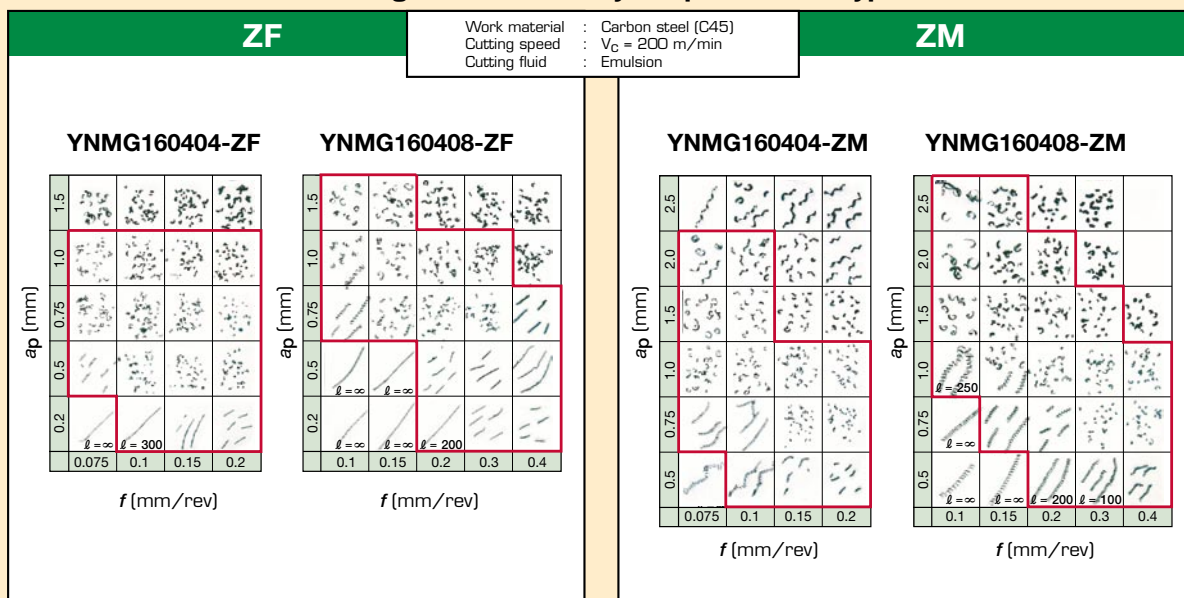 ZF
Work material : Carbon steel (C45)
Cutting speed : VC = 200 m/min
Cutting fluid : Emulsion
ZM
YNMG160404-ZF
ap (mm)
1.5
1.0
0.75
0.5
0.2
ℓ =∞
ℓ = 300
0.075 0.1 0.15 0.2
f (mm/rev)
YNMG160408-ZF
ap (mm)
1.5
1.0
0.75
0.5
ℓ =∞
ℓ =∞
0.2
ℓ =∞
ℓ =∞
ℓ = 200
0.1 0.15 0.2 0.3 0.4
f (mm/rev)
YNMG160404-ZM
ap (mm)
2.5
2.0
1.5
1.0
0.75
0.5
0.075 0.1 0.15 0.2
f (mm/rev)
YNMG160408-ZM
ap (mm)
2.5
2.0
1.5
1.0
ℓ = 250
0.75
ℓ =∞
0.5
ℓ =∞
ℓ =∞
ℓ = 200
ℓ = 100
0.1 0.15 0.2 0.3 0.4
f (mm/rev)